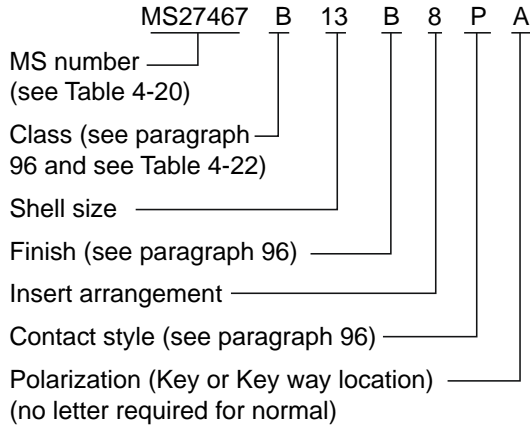 MS27467 B 13 B 8 P A
MS number
(see Table 4-20)
Class (see paragraph
96 and see Table 4-22)
Shell size
Finish (see paragraph 96)
Insert arrangement
Contact style (see paragraph 96)
Polarization (Key or Key way location)
(no letter required for normal)